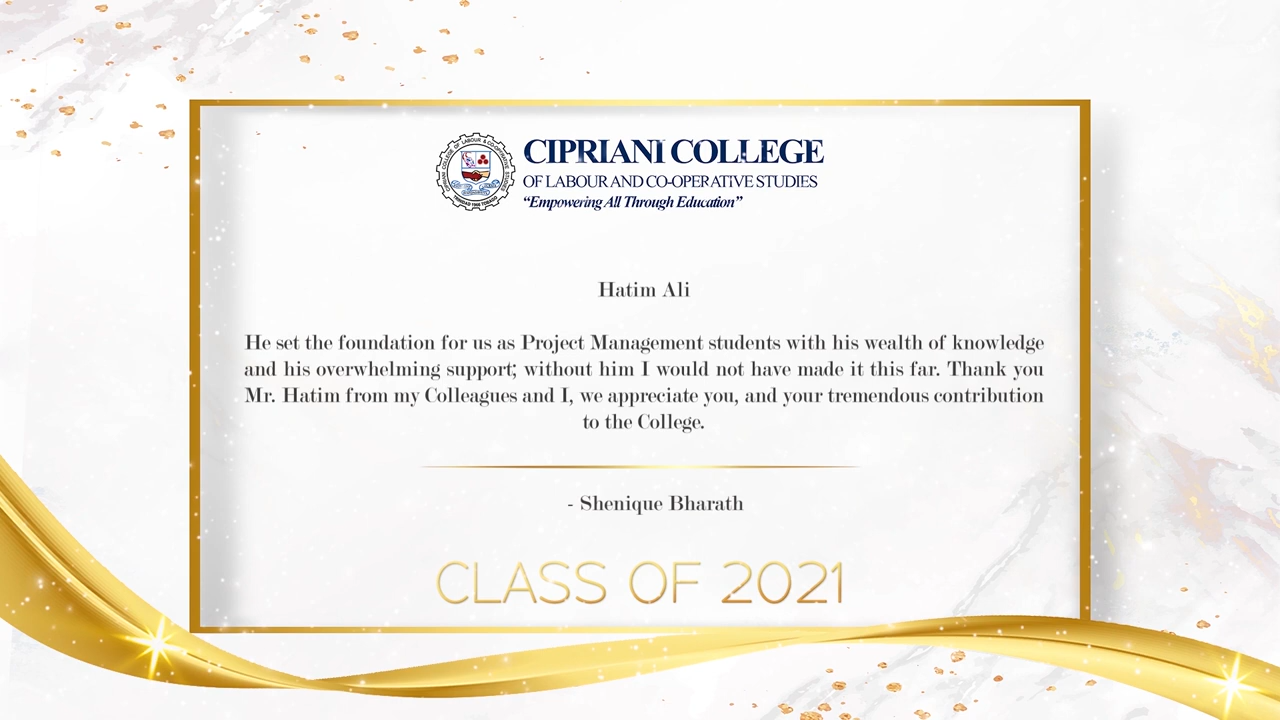 CIPRIANI COLLEGE
OF LABOUR AND CO-OPERATIVE STUDIES
“Empowering All Through Education”
Hatim Ali
He set the foundation for us as Project Management students with his wealth of knowledge
and his overwhelming support; without him I would not have made it this far. Thank you
Mr. Hatim from my Colleagues and I, we appreciate you, and your tremendous contribution
to the College.
- Shenique Bharath
CLASS OF 2021